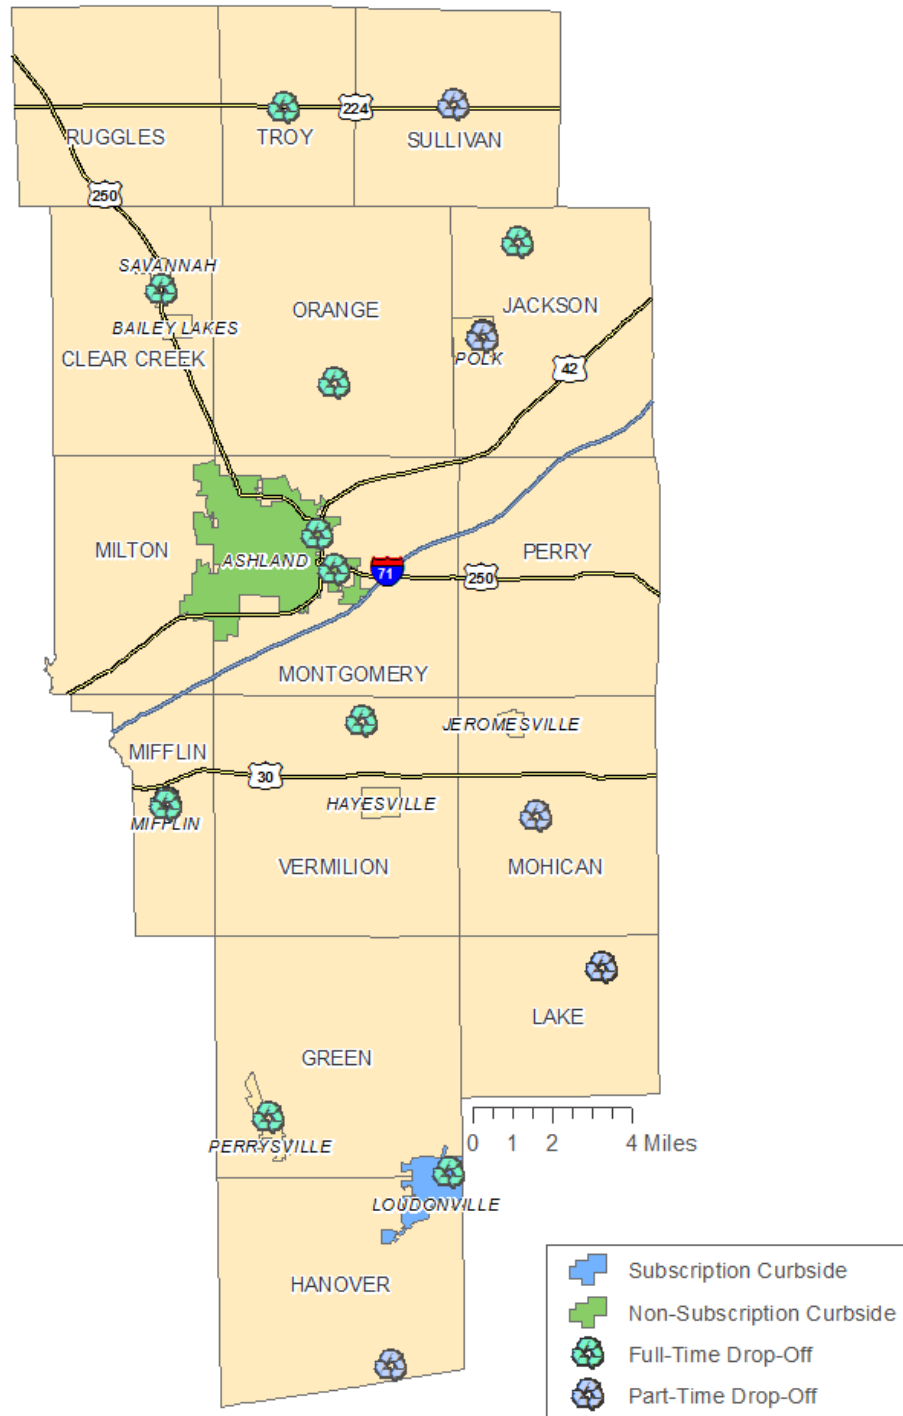 224
RUGGLES
TROY
SULLIVAN
250
SAVANNAH
ORANGE
JACKSON
BAILEY LAKES
CLEAR CREEK
POLK
42
MILTON
ASHLAND
71
250
PERRY
MONTGOMERY
JEROMESVILLE
MIFFLIN
30
HAYESVILLE
MIFFLIN
VERMILION
MOHICAN
LAKE
GREEN
PERRYSVILLE
0 1 2 4 Miles
LOUDONVILLE
HANOVER
Subscription Curbside
Non-Subscription Curbside
Full-Time Drop-Off
Part-Time Drop-Off